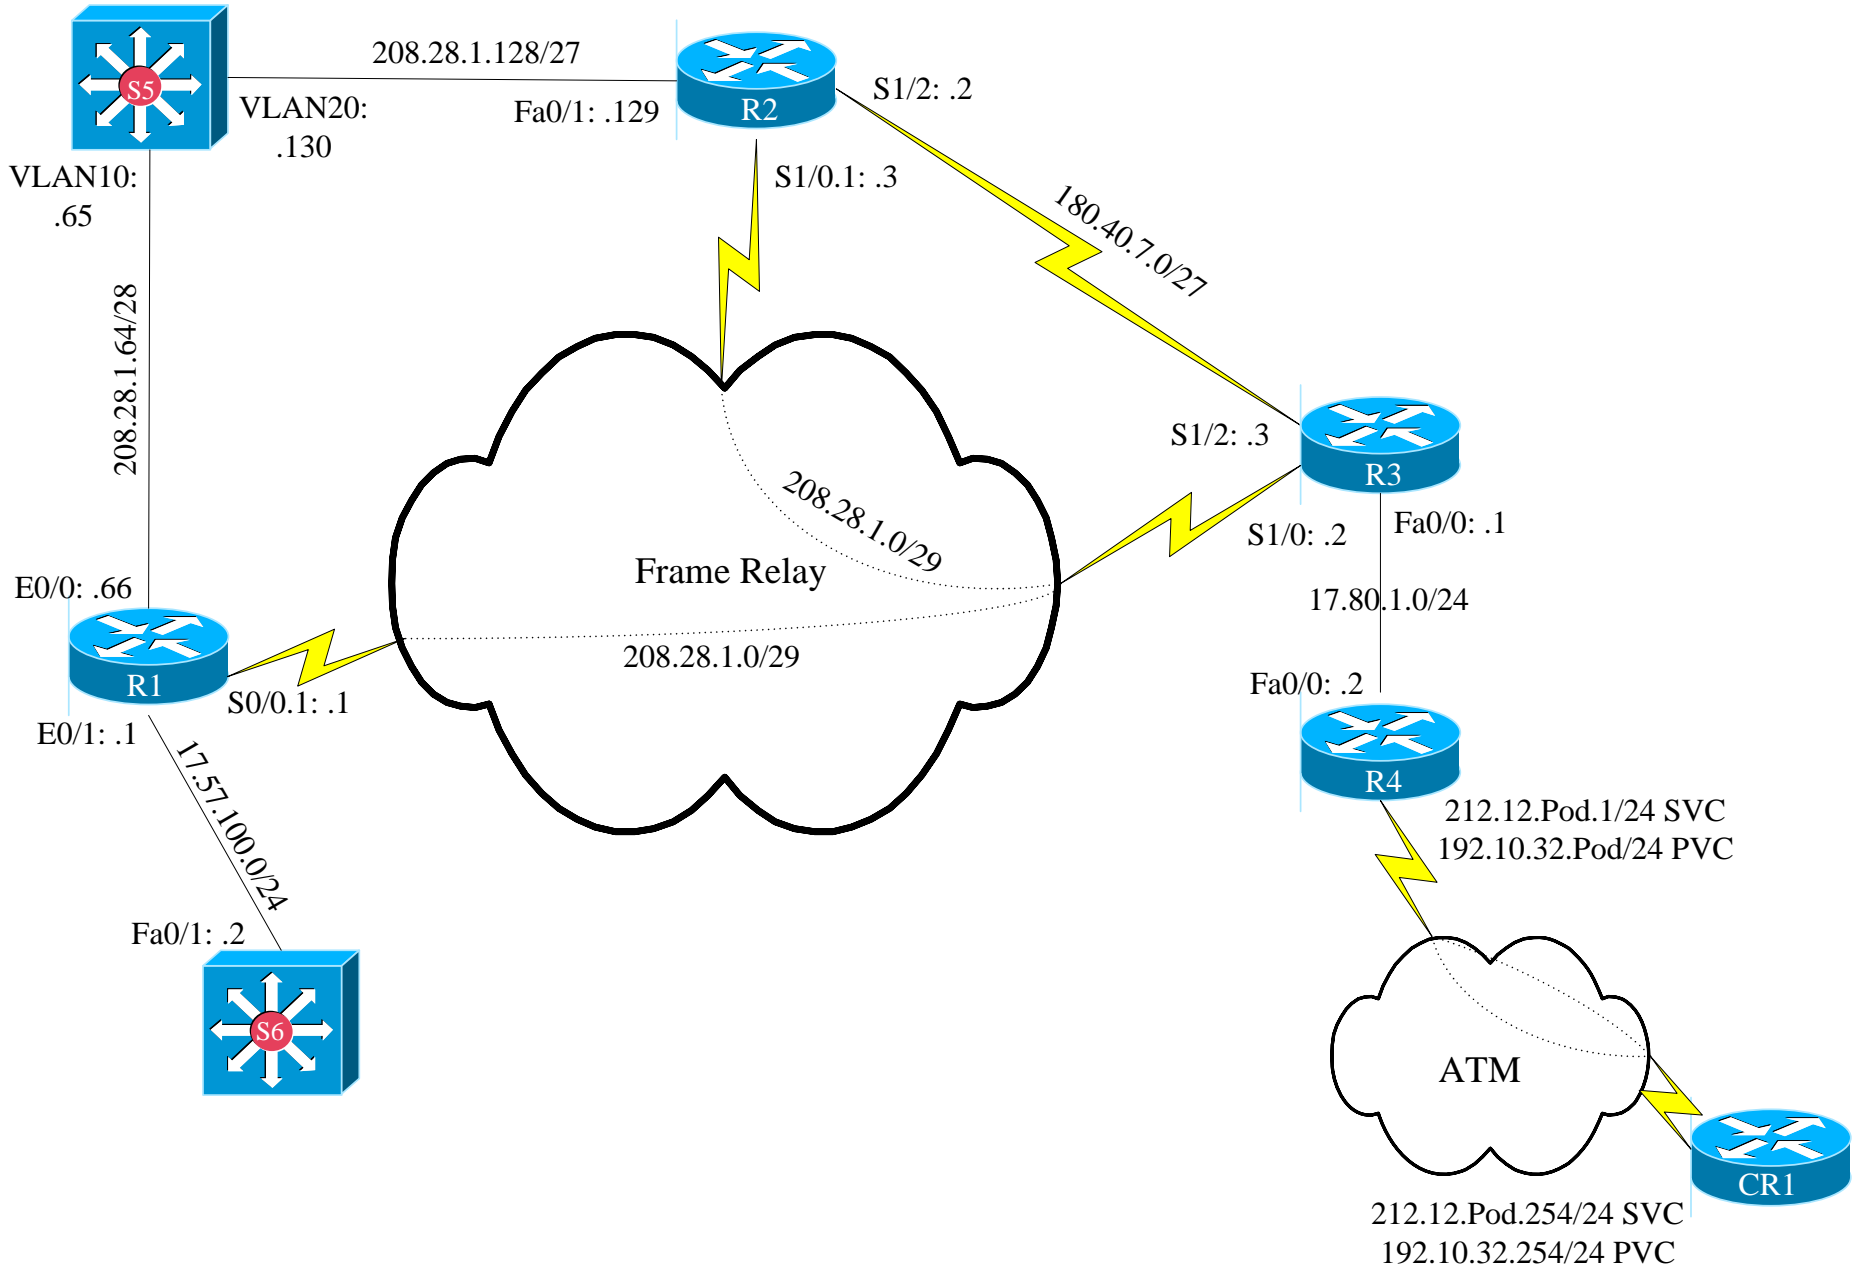 208.28.1.128/27
S5
VLAN20:
.130
Fa0/1: .129
R2
S1/2: .2
VLAN10:
.65
S1/0.1: .3
180.40.7.0/27
208.28.1.64/28
S1/2: .3
R3
208.28.1.0/29
S1/0: .2
Fa0/0: .1
Frame Relay
E0/0: .66
17.80.1.0/24
208.28.1.0/29
R1
S0/0.1: .1
Fa0/0: .2
E0/1: .1
17.57.100.0/24
R4
212.12.Pod.1/24 SVC
192.10.32.Pod/24 PVC
Fa0/1: .2
S6
ATM
CR1
212.12.Pod.254/24 SVC
192.10.32.254/24 PVC